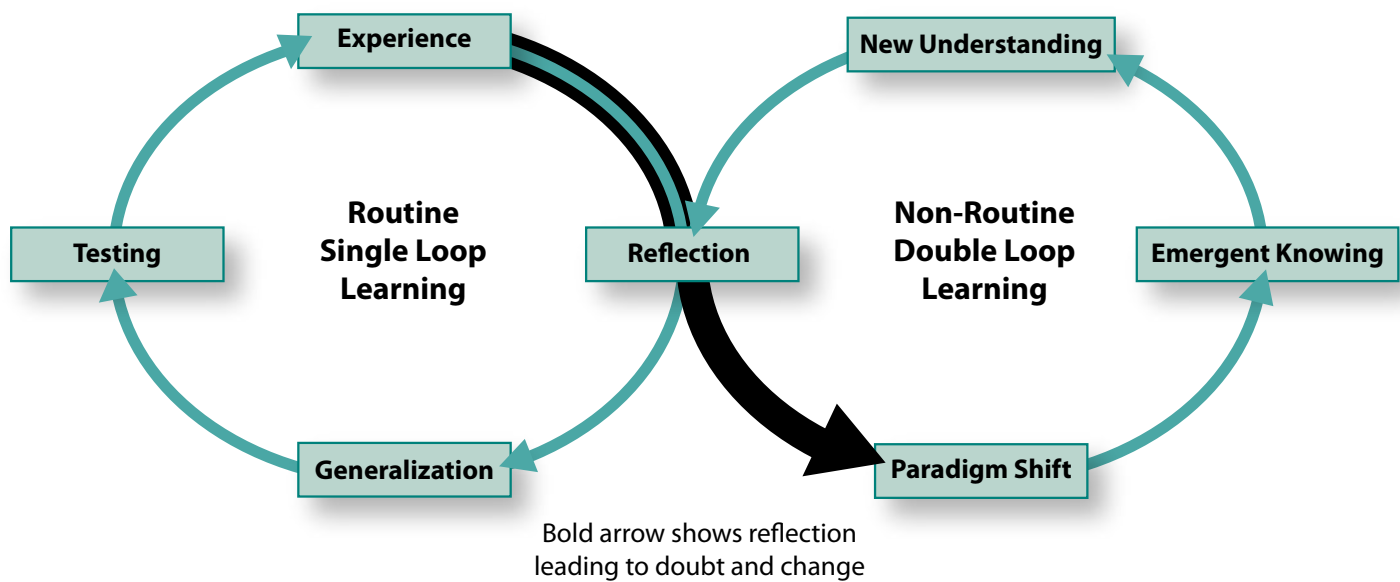 Experience
New Understanding
Routine
Single Loop
Learning
Non-Routine
Double Loop
Learning
Testing
Reflection
Emergent Knowing
Generalization
Paradigm Shift
Bold arrow shows reflection
leading to doubt and change